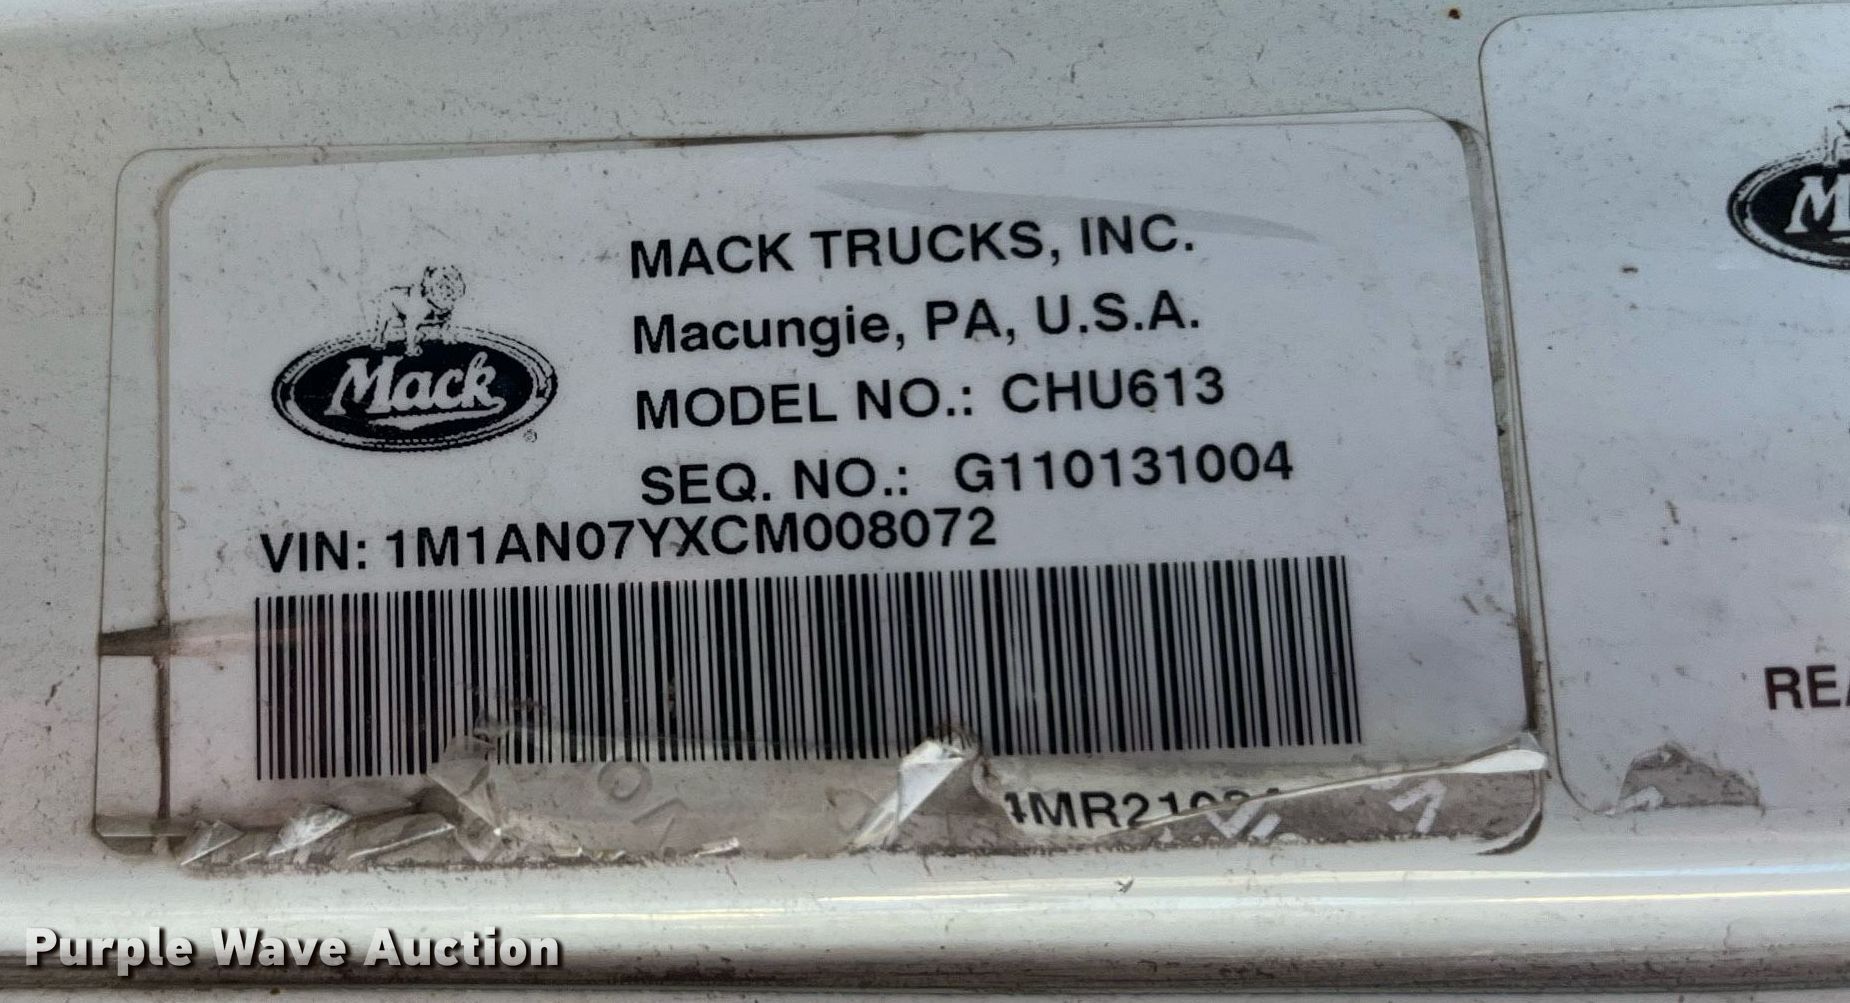 MACK TRUCKS, INC.
Macungie, PA, U.S.A.
Mack
®
MODEL NO.: CHU613
SEQ. NO.: G110131004
VIN: 1M1AN07YXCM008072
Purple Wave Auction